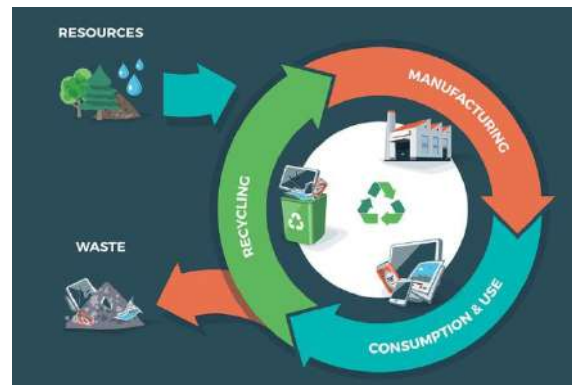 RESOURCES
MANUFACTURING
RECYCLING
WASTE
CONSUMPTION & USE